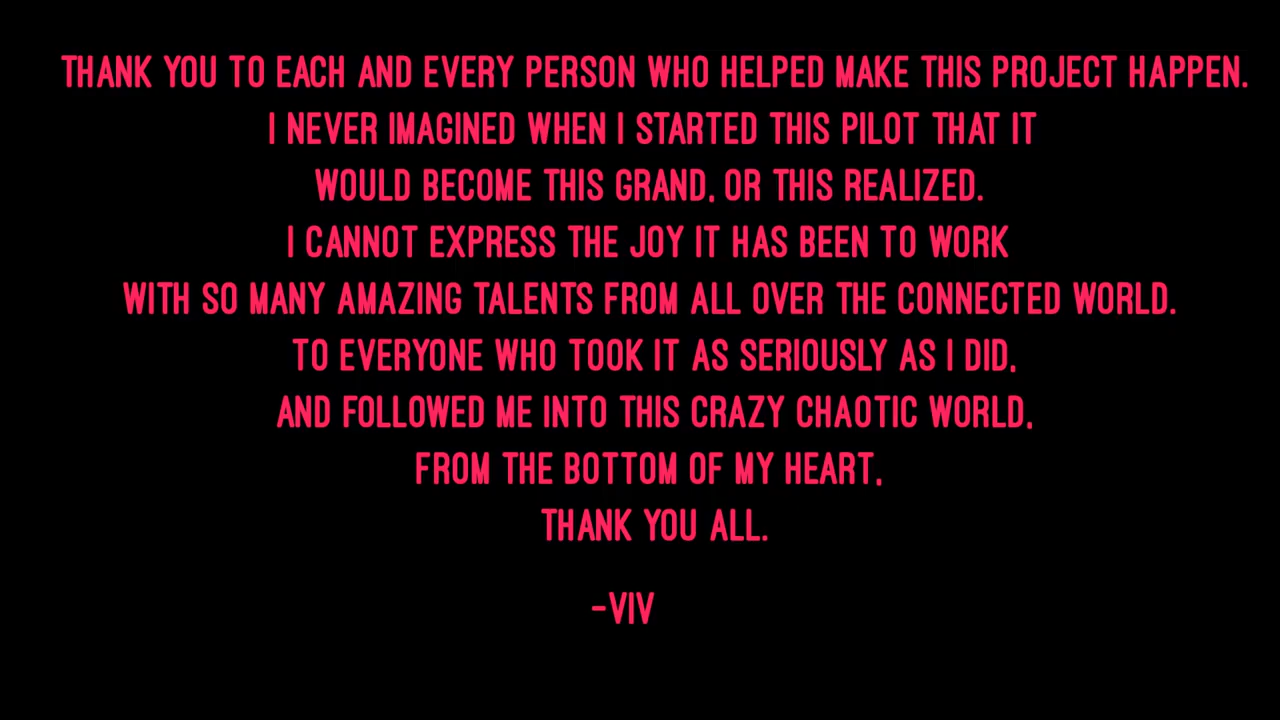 THANK YOU TO EACH AND EVERY PERSON WHO HELPED MAKE THIS PROJECT HAPPEN.
I NEVER IMAGINED WHEN I STARTED THIS PILOT THAT IT
WOULD BECOME THIS GRAND, OR THIS REALIZED.
I CANNOT EXPRESS THE JOY IT HAS BEEN TO WORK
WITH SO MANY AMAZING TALENTS FROM ALL OVER THE CONNECTED WORLD.
TO EVERYONE WHO TOOK IT AS SERIOUSLY AS I DID,
AND FOLLOWED ME INTO THIS CRAZY CHAOTIC WORLD,
FROM THE BOTTOM OF MY HEART,
THANK YOU ALL.
-VIV